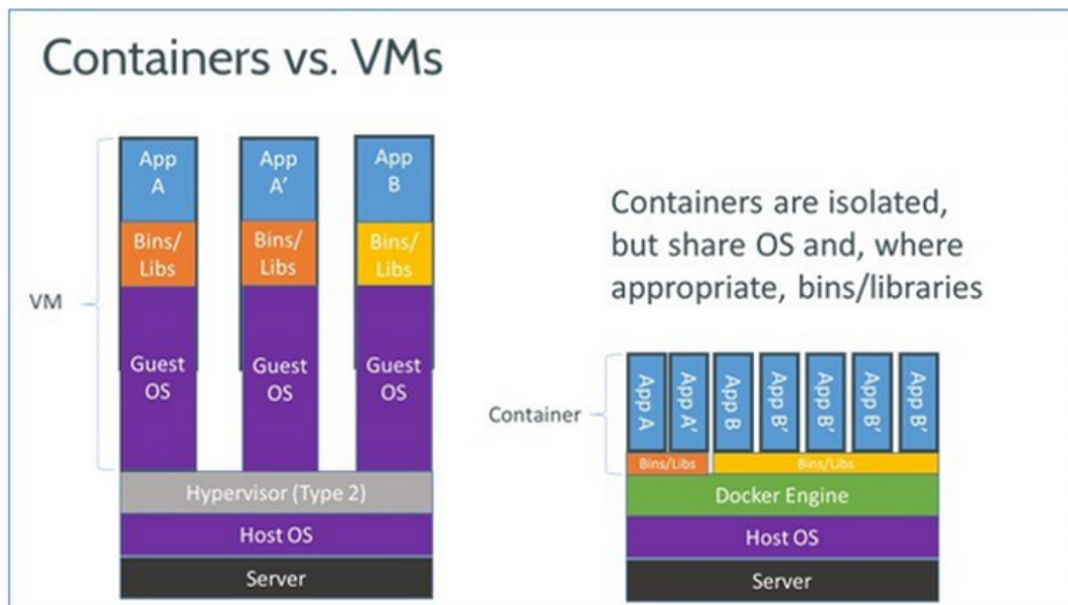 Containers vs. VMs
App
A
App
A'
App
B
Bins/
Libs
Bins/
Libs
Bins/
Libs
VM
Guest
OS
Guest
OS
Guest
OS
Hypervisor (Type 2)
Host OS
Server
Containers are isolated,
but share OS and, where
appropriate, bins/libraries
Container
App A
App A'
App B
App B'
App B'
App B'
App B'
Bins/Libs
Bins/Libs
Docker Engine
Host OS
Server